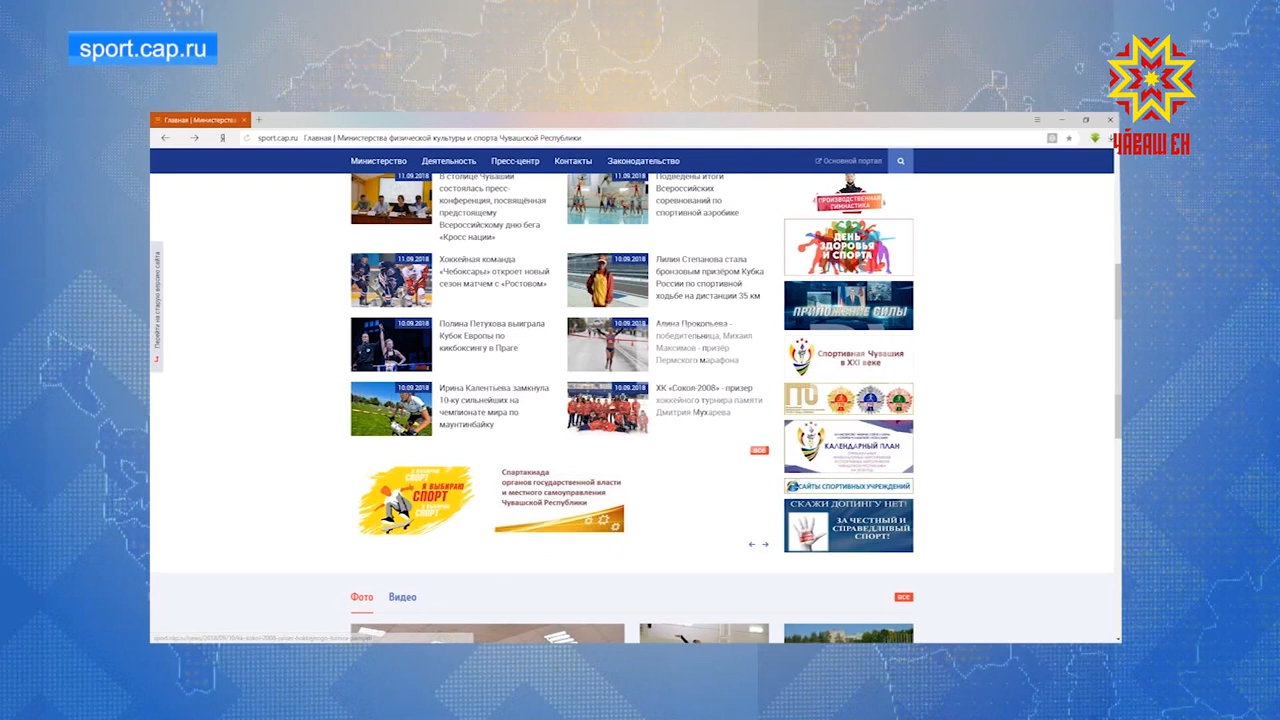 sport.cap.ru
ЧӐВАШ ЕН
Главная | Министерство
sport.cap.ru Главная | Министерства физической культуры и спорта Чувашской Республики
Министерство Деятельность Пресс-центр Контакты Законодательство Основной портал
Перейти на старую версию сайта
11.09.2018
В столице Чувашии
состоялась пресс-
конференция, посвящённая
предстоящему
Всероссийскому дню бега
«Кросс нации»
11.09.2018
Подведены итоги
Всероссийских
соревнований по
спортивной аэробике
11.09.2018
Хоккейная команда
«Чебоксары» откроет новый
сезон матчем с «Ростовом»
10.09.2018
Лилия Степанова стала
бронзовым призёром Кубка
России по спортивной
ходьбе на дистанции 35 км
10.09.2018
Полина Петухова выиграла
Кубок Европы по
кикбоксингу в Праге
10.09.2018
Алина Прокопьева -
победительница, Михаил
Максимов - призёр
Пермского марафона
10.09.2018
Ирина Калентьева замкнула
10-ку сильнейших на
чемпионате мира по
маунтинбайку
10.09.2018
ХК «Сокол-2008» - призер
хоккейного турнира памяти
Дмитрия Мухарева
ВСЕ
Я ВЫБИРАЮ
СПОРТ
Спартакиада
органов государственной власти
и местного самоуправления
Чувашской Республики
ПРОИЗВОДСТВЕННАЯ
ГИМНАСТИКА
ДЕНЬ
ЗДОРОВЬЯ
И СПОРТА
ПРИЛОЖЕНИЕ СИЛЫ
Спортивная Чувашия
в XXI веке
ГТО
КАЛЕНДАРНЫЙ ПЛАН
САЙТЫ СПОРТИВНЫХ УЧРЕЖДЕНИЙ
СКАЖИ ДОПИНГУ НЕТ!
ЗА ЧЕСТНЫЙ И
СПРАВЕДЛИВЫЙ
СПОРТ!
Фото Видео
ВСЕ